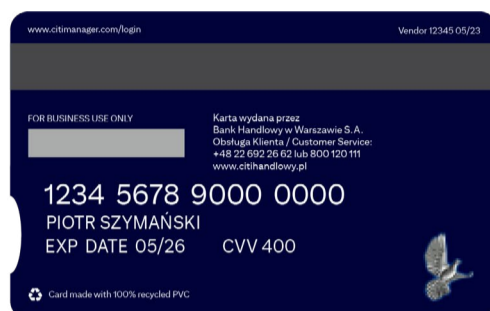 www.citimanager.com/login
Vendor 12345 05/23
FOR BUSINESS USE ONLY
Karta wydana przez
Bank Handlowy w Warszawie S.A.
Obsługa Klienta / Customer Service:
+48 22 692 26 62 lub 800 120 111
www.citihandlowy.pl
1234 5678 9000 0000
PIOTR SZYMAŃSKI
EXP DATE 05/26 CVV 400
Card made with 100% recycled PVC